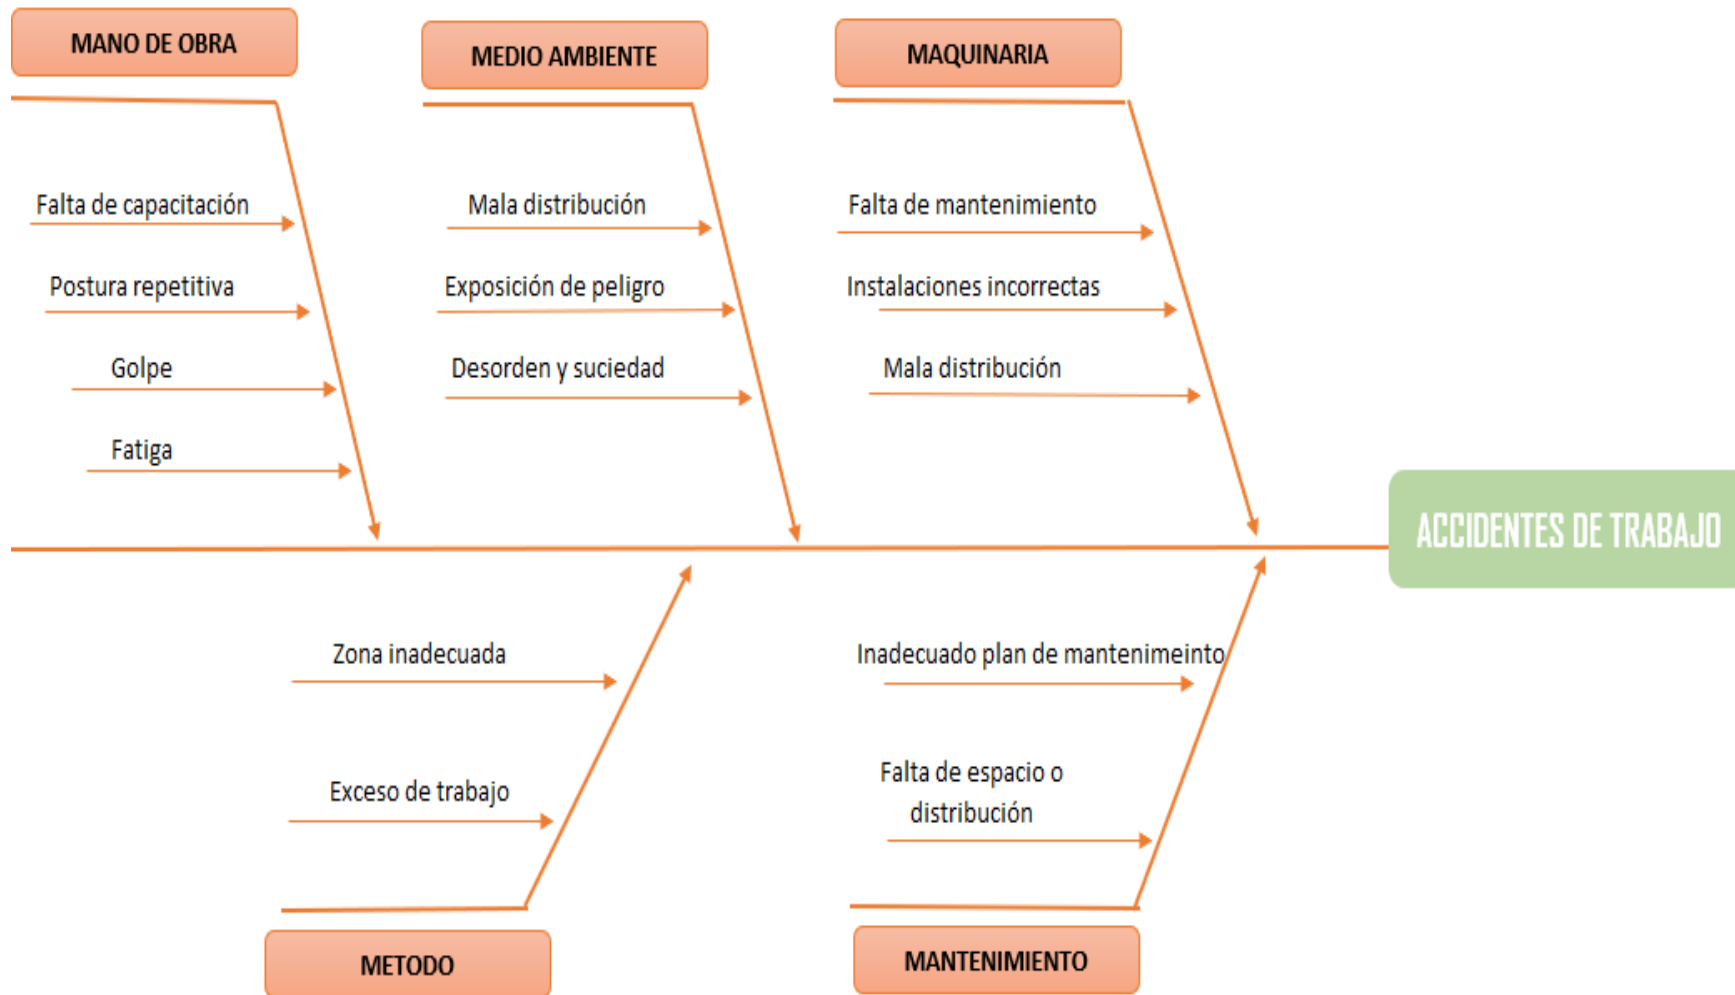 MANO DE OBRA
MEDIO AMBIENTE
MAQUINARIA
Falta de capacitación
Postura repetitiva
Golpe
Fatiga
Mala distribución
Exposición de peligro
Desorden y suciedad
Falta de mantenimiento
Instalaciones incorrectas
Mala distribución
ACCIDENTES DE TRABAJO
Zona inadecuada
Exceso de trabajo
Inadecuado plan de mantenimeinto
Falta de espacio o
distribución
METODO
MANTENIMIENTO